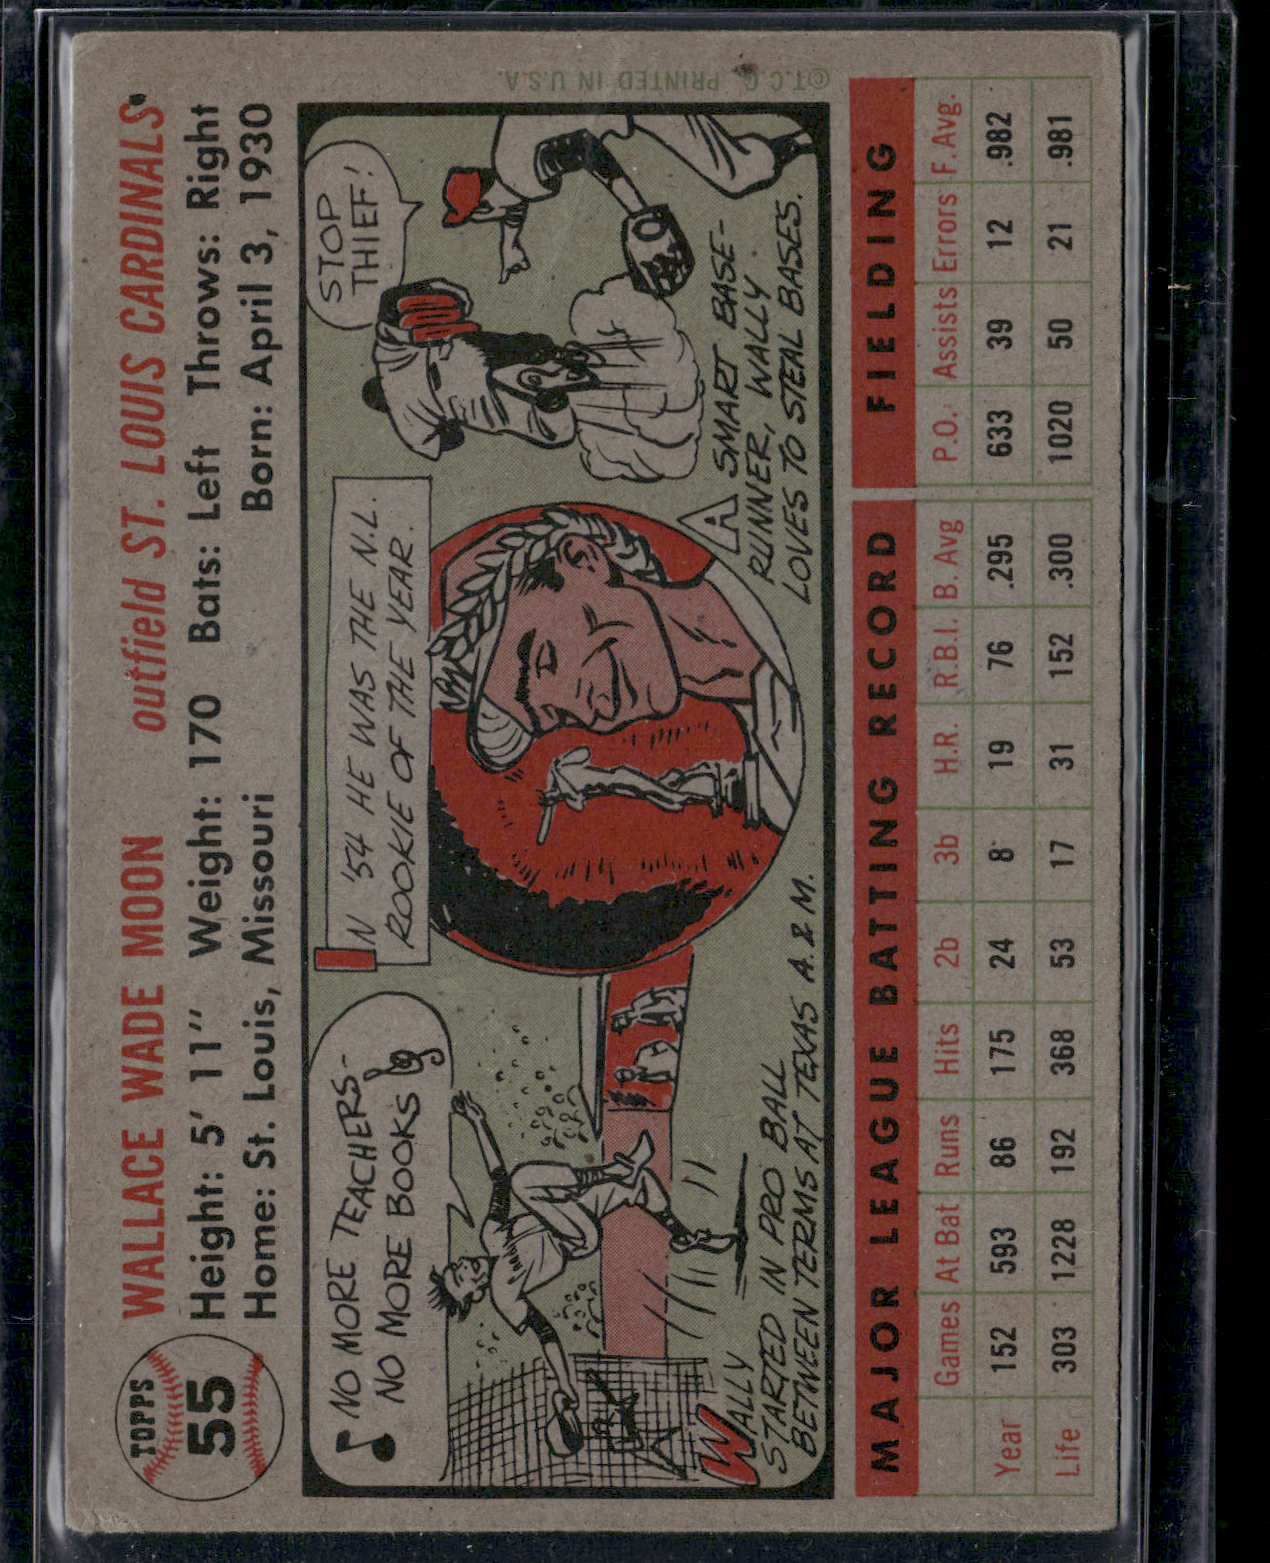 TOPPS
55
WALLACE WADE MOON outfield ST. LOUIS CARDINALS
Height: 5' 11" Weight: 170 Bats: Left Throws: Right
Home: St. Louis, Missouri Born: April 3, 1930
NO MORE TEACHERS-
NO MORE BOOKS
WALLY
STARTED IN PRO BALL
BETWEEN TERMS AT TEXAS A.&M.
IN '54 HE WAS THE N.L.
ROOKIE OF THE YEAR.
STOP
THIEF!
A SMART BASE-
RUNNER, WALLY
LOVES TO STEAL BASES.
©T.C.G. PRINTED IN U.S.A.
MAJOR LEAGUE BATTING RECORD FIELDING
Games At Bat Runs Hits 2b 3b H.R. R.B.I. B. Avg P.O. Assists Errors F. Avg.
Year 152 593 86 175 24 8 19 76 .295 633 39 12 .982
Life 303 1228 192 368 53 17 31 152 .300 1020 50 21 .981